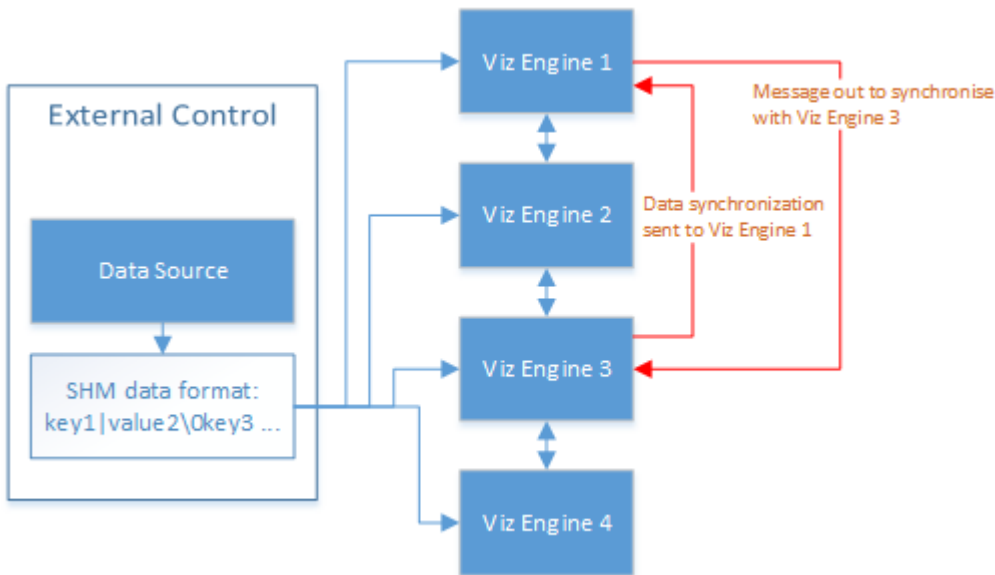 External Control
Data Source
SHM data format:
key1|value2\0key3 ...
Viz Engine 1
Viz Engine 2
Viz Engine 3
Viz Engine 4
Message out to synchronise
with Viz Engine 3
Data synchronization
sent to Viz Engine 1